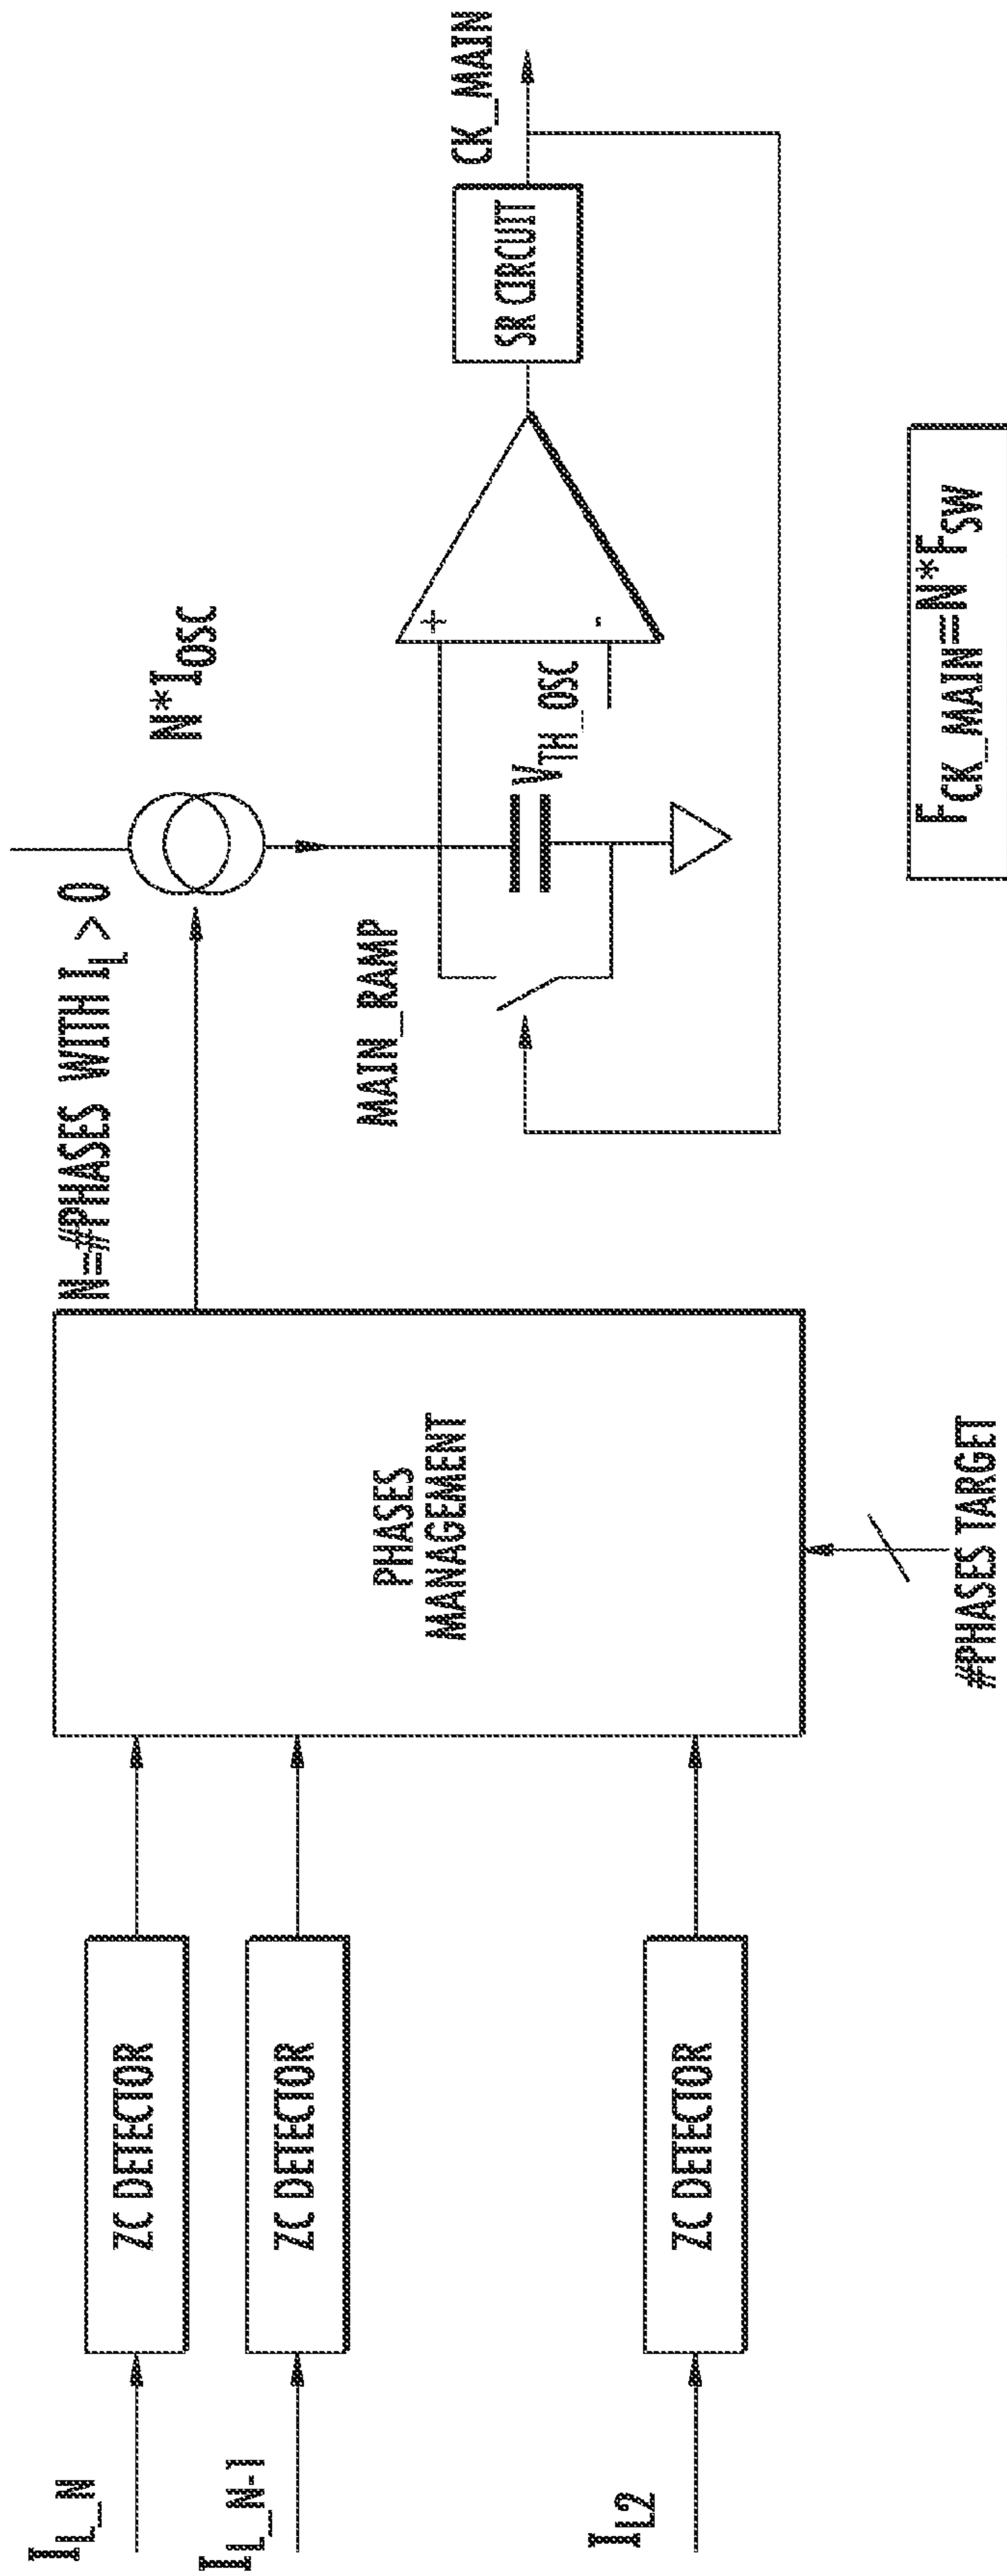 I_L_N
ZC DETECTOR
I_L_N-1
ZC DETECTOR
I_L2
ZC DETECTOR
PHASES
MANAGEMENT
#PHASES TARGET
N=#PHASES WITH I_L>0
N*I_OSC
MAIN_RAMP
V_TH_OSC
+
-
SR CIRCUIT
CK_MAIN
F_CK_MAIN=N*F_SW